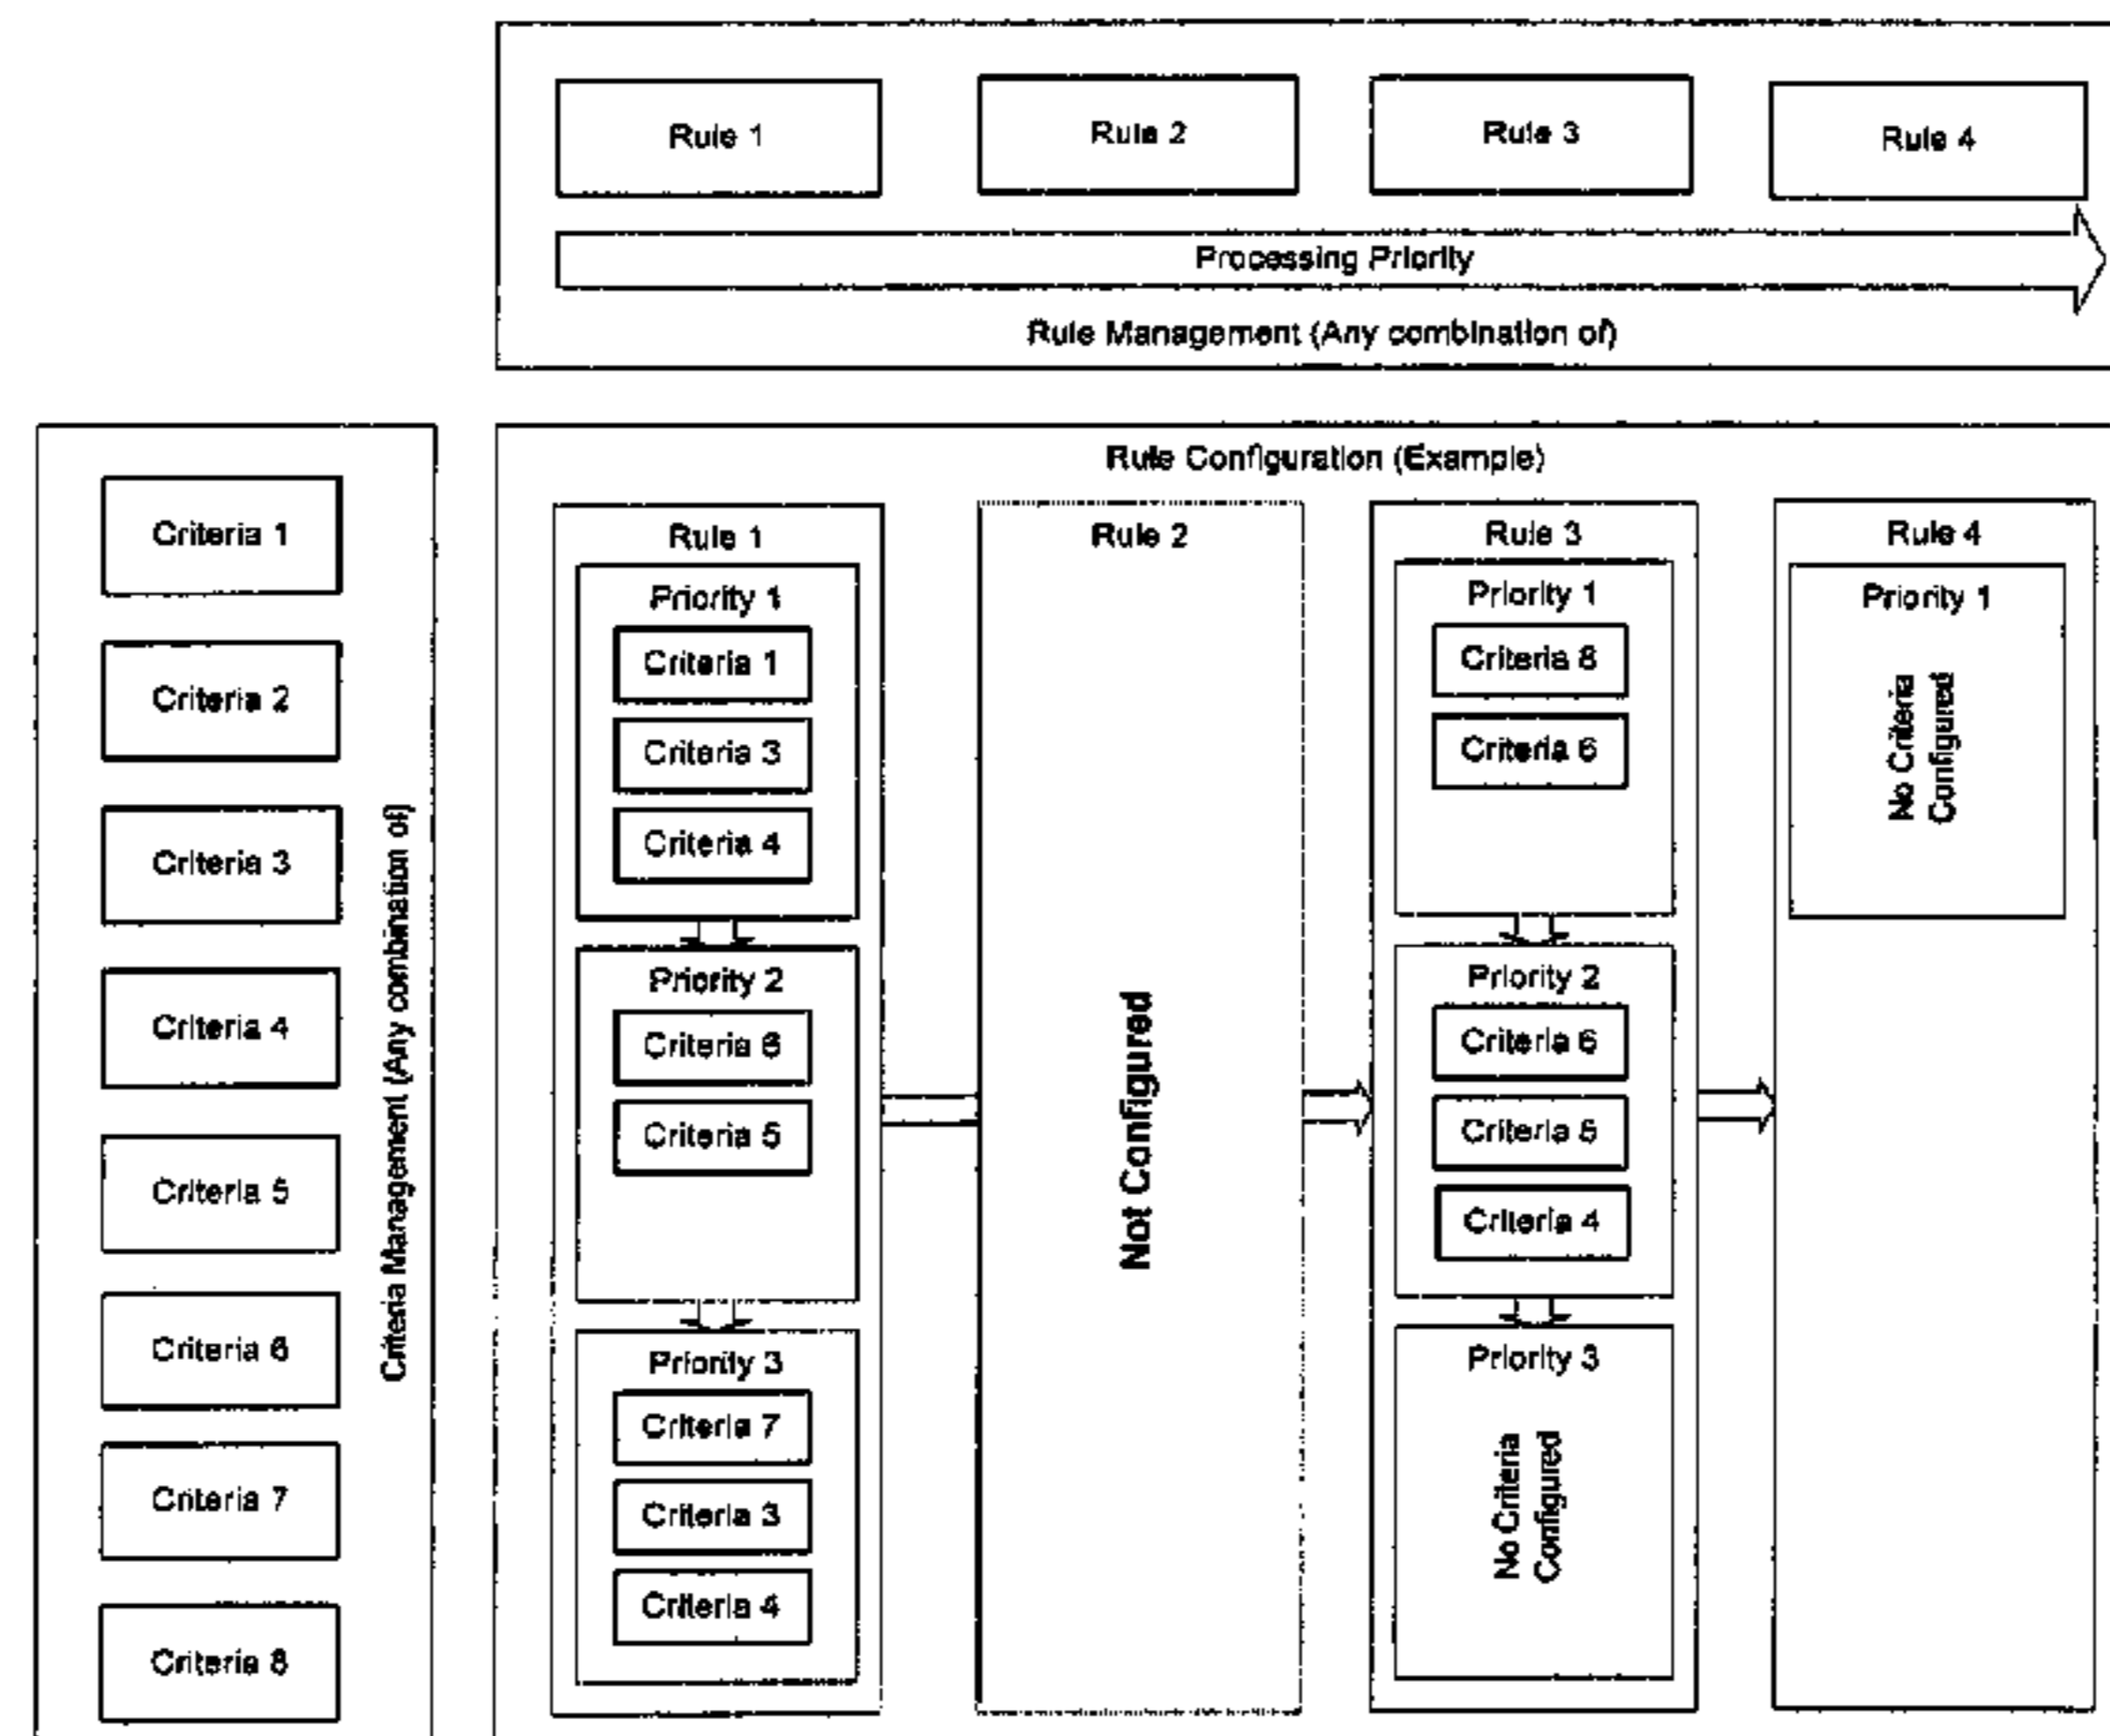 Rule 1
Rule 2
Rule 3
Rule 4
Processing Priority
Rule Management (Any combination of)
Criteria 1
Criteria 2
Criteria 3
Criteria 4
Criteria 5
Criteria 6
Criteria 7
Criteria 8
Criteria Management (Any combination of)
Rule Configuration (Example)
Rule 1
Priority 1
Criteria 1
Criteria 3
Criteria 4
Priority 2
Criteria
Criteria 5
Priority 3
Criteria 7
Criteria 3
Criteria 4
Rule 2
Not Configured
Rule 3
Priority 1
Criteria
Criteria 6
Priority 2
Criteria 6
Criteria
Criteria 4
Priority 3
No Criteria
Configured
Rule 4
Priority 1
No Criteria
Configured